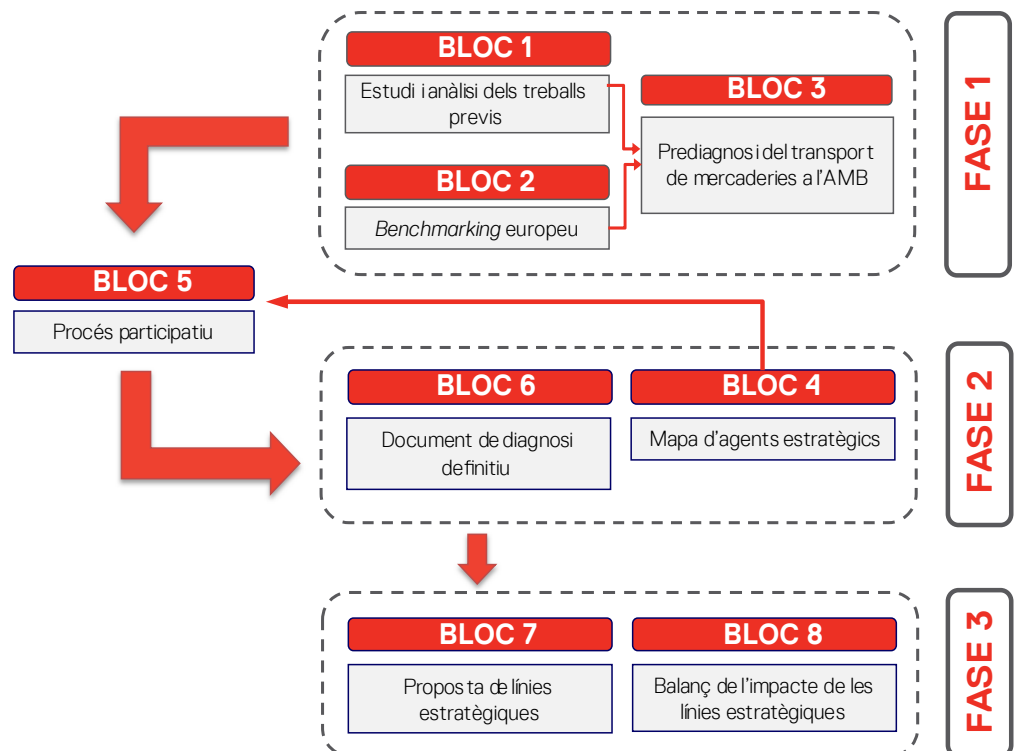 BLOC 1
Estudi i anàlisi dels treballs
previs
BLOC 2
Benchmarking europeu
BLOC 3
Prediagnosi del transport
de mercaderies a l'AMB
FASE 1
BLOC 5
Procés participatiu
BLOC 6
Document de diagnosi
definitiu
BLOC 4
Mapa d'agents estratègics
FASE 2
BLOC 7
Proposta de línies
estratègiques
BLOC 8
Balanç de l'impacte de les
línies estratègiques
FASE 3